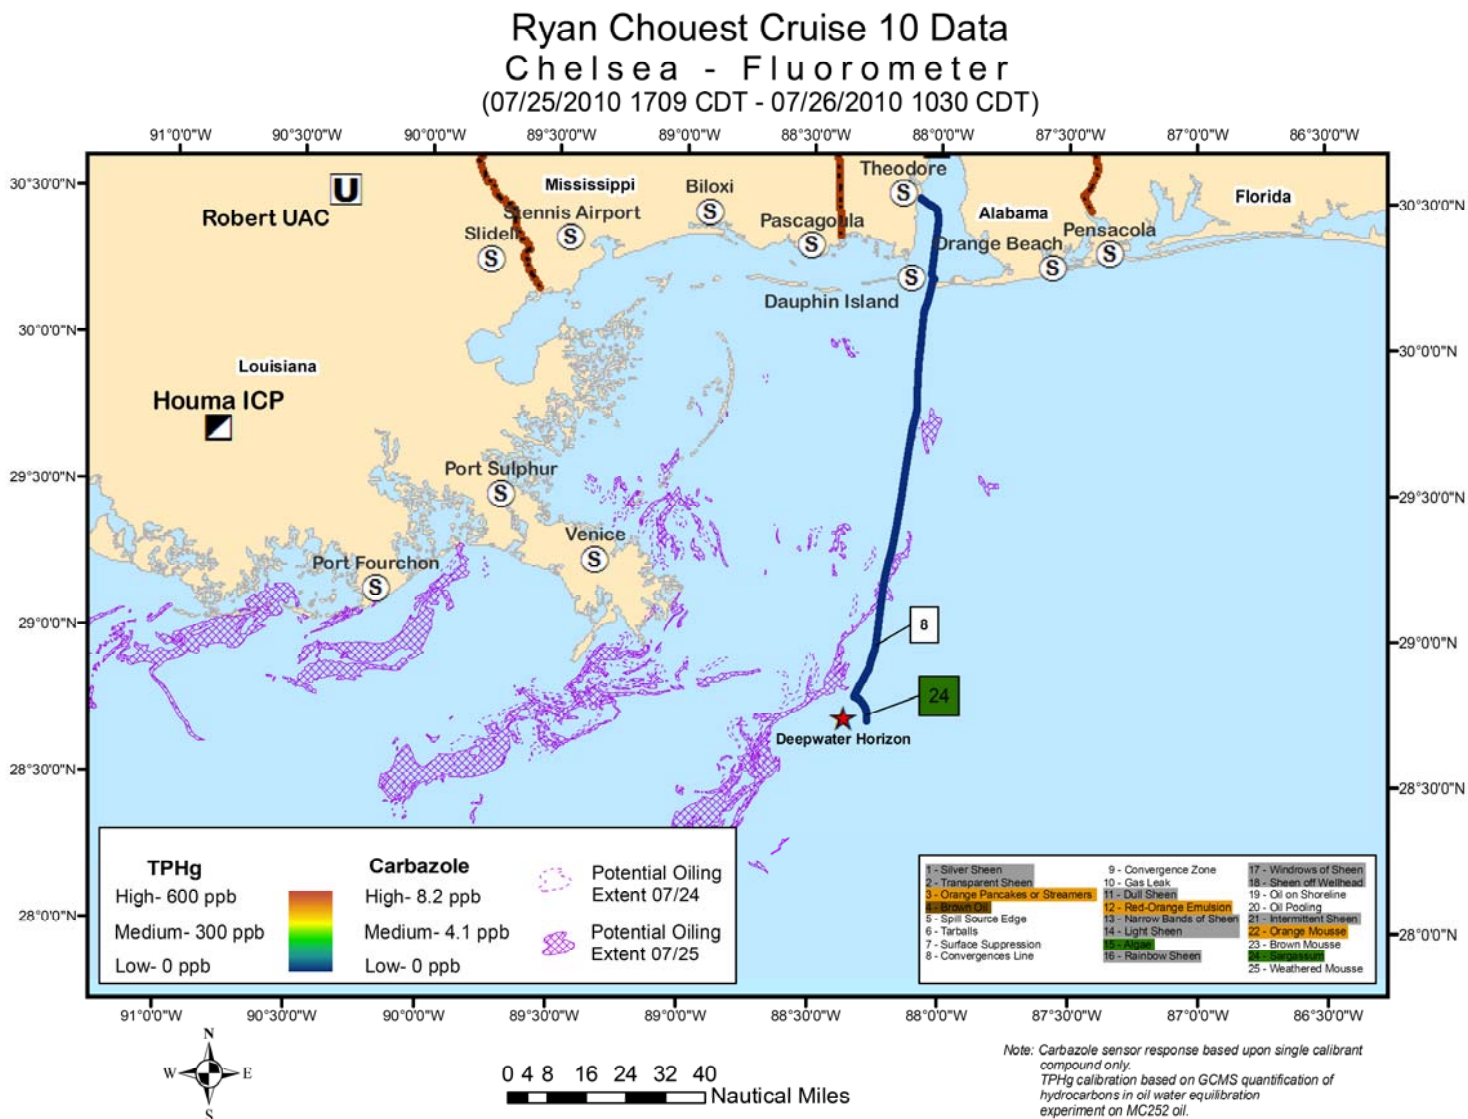 Ryan Chouest Cruise 10 Data
Chelsea - Fluorometer
(07/25/2010 1709 CDT - 07/26/2010 1030 CDT)
91°0'0"W 90°30'0"W 90°0'0"W 89°30'0"W 89°0'0"W 88°30'0"W 88°0'0"W 87°30'0"W 87°0'0"W 86°30'0"W
30°30'0"N
30°0'0"N
29°30'0"N
29°0'0"N
28°30'0"N
28°0'0"N
30°30'0"N
30°0'0"N
29°30'0"N
29°0'0"N
28°30'0"N
28°0'0"N
Theodore
Mississippi
Biloxi
Florida
U
Robert UAC
Stennis Airport
Pascagoula
Alabama
Pensacola
Slidell
Orange Beach
S
S
S
S
S
S
S
S
Dauphin Island
Louisiana
Houma ICP
Port Sulphur
S
Venice
S
Port Fourchon
S
8
24
Deepwater Horizon
TPHg
High- 600 ppb
Medium- 300 ppb
Low- 0 ppb
Carbazole
High- 8.2 ppb
Medium- 4.1 ppb
Low- 0 ppb
Potential Oiling
Extent 07/24
Potential Oiling
Extent 07/25
1 - Silver Sheen
2 - Transparent Sheen
3 - Orange Pancakes or Streamers
4 - Brown Oil
5 - Spill Source Edge
6 - Tarballs
7 - Surface Suppression
8 - Convergences Line
9 - Convergence Zone
10 - Gas Leak
11 - Dull Sheen
12 - Red-Orange Emulsion
13 - Narrow Bands of Sheen
14 - Light Sheen
15 - Algae
16 - Rainbow Sheen
17 - Windrows of Sheen
18 - Sheen off Wellhead
19 - Oil on Shoreline
20 - Oil Pooling
21 - Intermittent Sheen
22 - Orange Mousse
23 - Brown Mousse
24 - Sargassum
25 - Weathered Mousse
91°0'0"W 90°30'0"W 90°0'0"W 89°30'0"W 89°0'0"W 88°30'0"W 88°0'0"W 87°30'0"W 87°0'0"W 86°30'0"W
N
W E
S
0 4 8 16 24 32 40
Nautical Miles
Note: Carbazole sensor response based upon single calibrant
compound only.
TPHg calibration based on GCMS quantification of
hydrocarbons in oil water equilibration
experiment on MC252 oil.